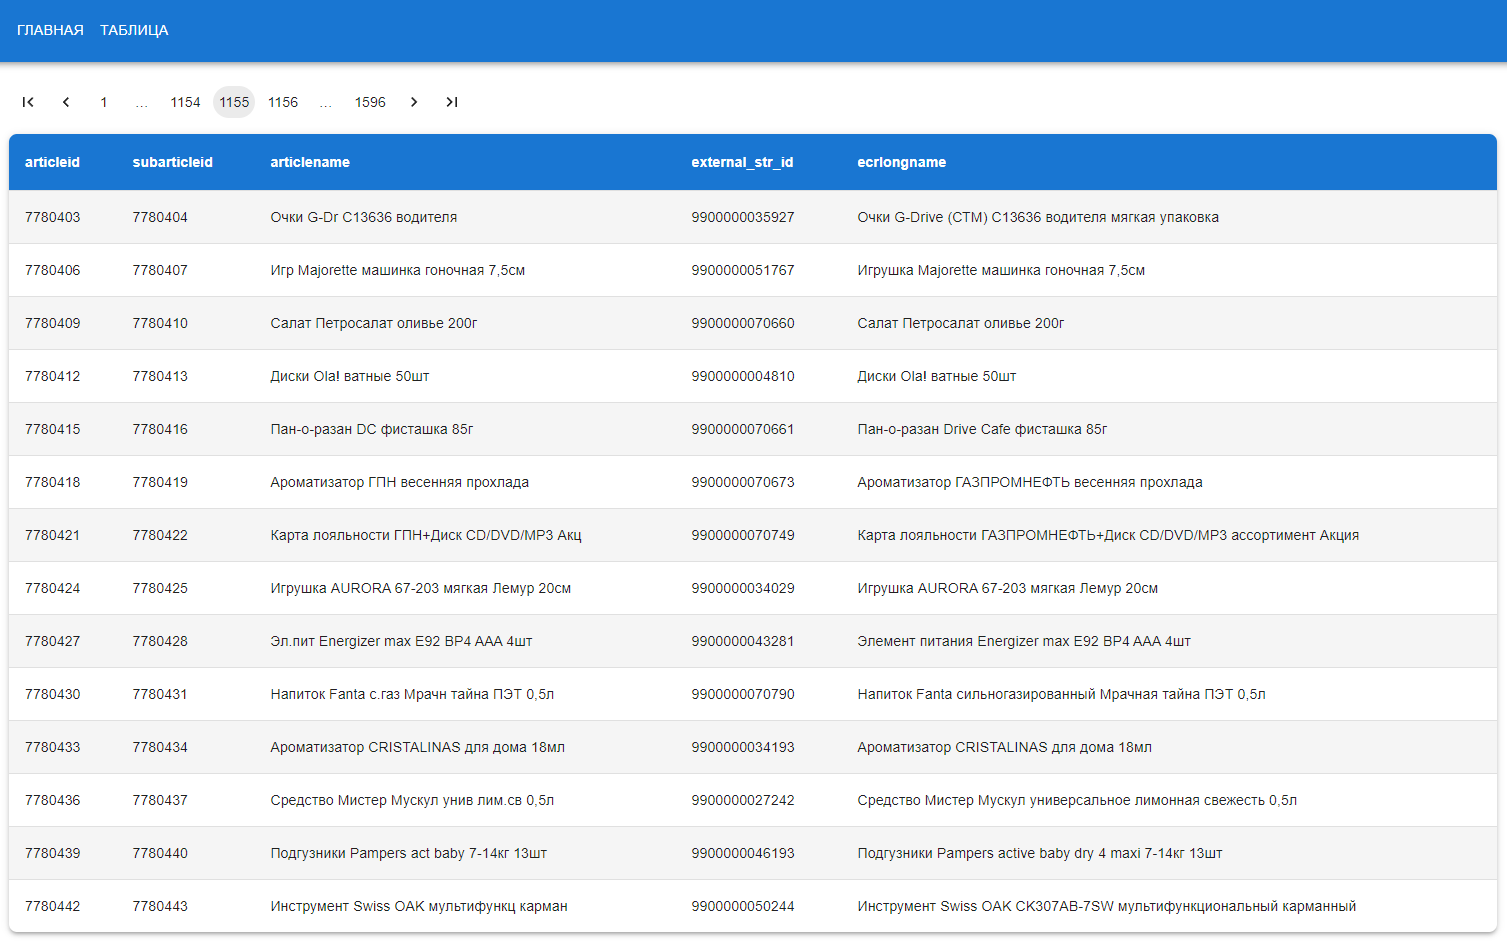 ГЛАВНАЯ ТАБЛИЦА
1 ... 1154 1155 1156 ... 1596
articleid subarticleid articlename external_str_id ecrlongname
7780403 7780404 Очки G-Dr C13636 водителя 9900000035927 Очки G-Drive (СТМ) C13636 водителя мягкая упаковка
7780406 7780407 Игр Majorette машинка гоночная 7,5см 9900000051767 Игрушка Majorette машинка гоночная 7,5см
7780409 7780410 Салат Петросалат оливье 200г 9900000070660 Салат Петросалат оливье 200г
7780412 7780413 Диски Ola! ватные 50шт 9900000004810 Диски Ola! ватные 50шт
7780415 7780416 Пан-о-разан DC фисташка 85г 9900000070661 Пан-о-разан Drive Cafe фисташка 85г
7780418 7780419 Ароматизатор ГПН весенняя прохлада 9900000070673 Ароматизатор ГАЗПРОМНЕФТЬ весенняя прохлада
7780421 7780422 Карта лояльности ГПН+Диск CD/DVD/MP3 Акц 9900000070749 Карта лояльности ГАЗПРОМНЕФТЬ+Диск CD/DVD/MP3 ассортимент Акция
7780424 7780425 Игрушка AURORA 67-203 мягкая Лемур 20см 9900000034029 Игрушка AURORA 67-203 мягкая Лемур 20см
7780427 7780428 Эл.пит Energizer max E92 BP4 AAA 4шт 9900000043281 Элемент питания Energizer max E92 BP4 AAA 4шт
7780430 7780431 Напиток Fanta с.газ Мрачн тайна ПЭТ 0,5л 9900000070790 Напиток Fanta сильногазированный Мрачная тайна ПЭТ 0,5л
7780433 7780434 Ароматизатор CRISTALINAS для дома 18мл 9900000034193 Ароматизатор CRISTALINAS для дома 18мл
7780436 7780437 Средство Мистер Мускул унив лим.св 0,5л 9900000027242 Средство Мистер Мускул универсальное лимонная свежесть 0,5л
7780439 7780440 Подгузники Pampers act baby 7-14кг 13шт 9900000046193 Подгузники Pampers active baby dry 4 maxi 7-14кг 13шт
7780442 7780443 Инструмент Swiss OAK мультифункц карман 9900000050244 Инструмент Swiss OAK CK307AB-7SW мультифункциональный карманный